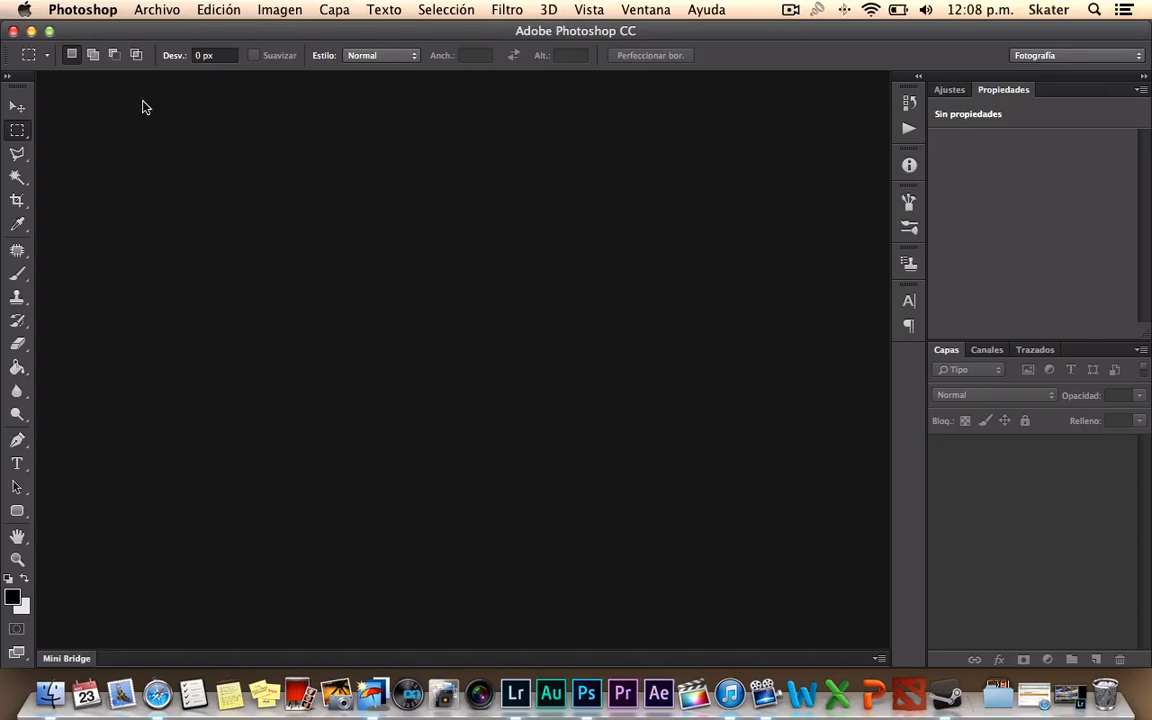 Photoshop Archivo Edición Imagen Capa Texto Selección Filtro 3D Vista Ventana Ayuda 12:08 p.m. Skater
Adobe Photoshop CC
Desv.: 0 px Suavizar Estilo: Normal Anch.: Alt.: Perfeccionar bor. Fotografía
Ajustes Propiedades
Sin propiedades
Capas Canales Trazados
Tipo
Normal Opacidad:
Bloq.: Relleno:
Mini Bridge
23
Lr Au Ps Pr Ae